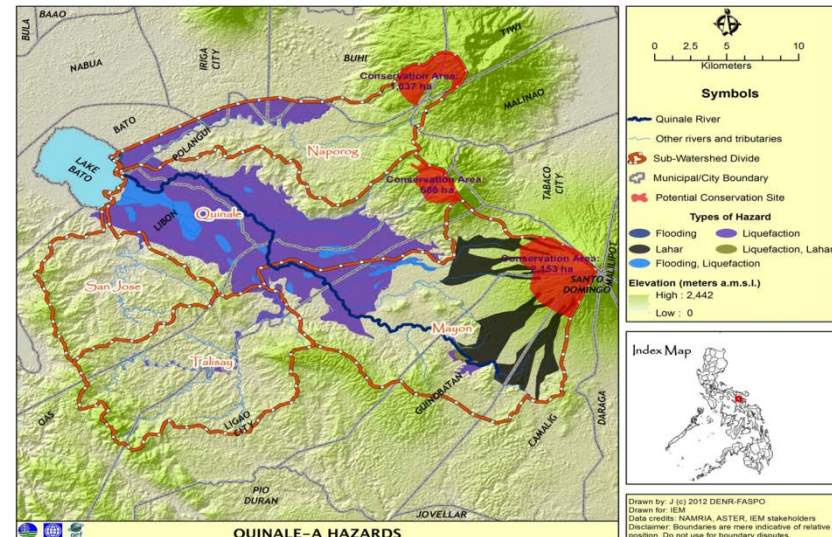 BULA
BAAO
NABUA
IRIGA
CITY
BUHI
TIWI
Conservation Area:
1,037 ha
MALINAO
BATO
POLANGUI
Naporog
LAKE
BATO
Conservation Area:
TABACO
CITY
LIBON
Quinale
Conservation Area:
2,153 ha
MALILIPOT
SANTO
DOMINGO
San Jose
Mayon
Talisay
GUINOBATAN
OAS
LIGAO
CITY
CAMALIG
DARAGA
PIO
DURAN
JOVELLAR
QUINALE-A HAZARDS
N
0 2.5 5 10
Kilometers
Symbols
Quinale River
Other rivers and tributaries
Sub-Watershed Divide
Municipal/City Boundary
Potential Conservation Site
Types of Hazard
Flooding Liquefaction
Lahar Liquefaction, Lahar
Flooding, Liquefaction
Elevation (meters a.m.s.l.)
High : 2,442
Low : 0
Index Map
Drawn by: J (c) 2012 DENR-FASPO
Drawn for: IEM
Data credits: NAMRIA, ASTER, IEM stakeholders
Disclaimer: Boundaries are mere indicative of relative
position. Do not use for boundary disputes.